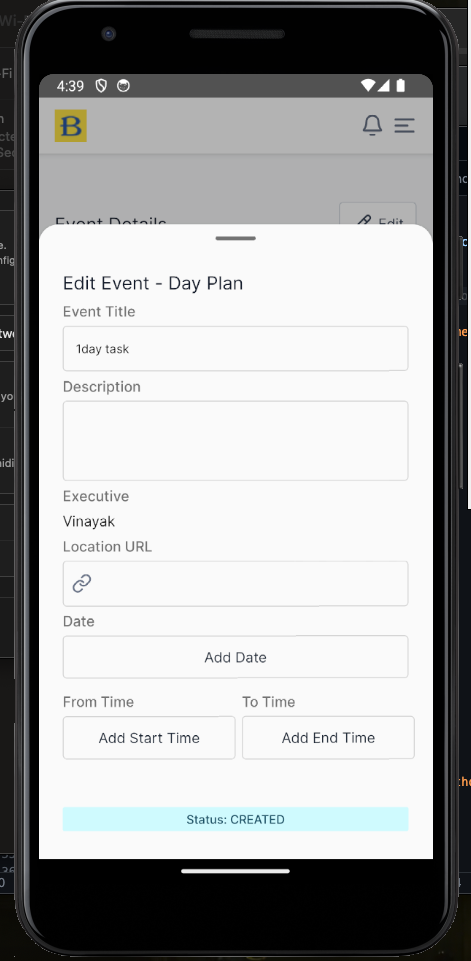 4:39
B
Event Details
Edit
Edit Event - Day Plan
Event Title
1day task
Description
Executive
Vinayak
Location URL
Date
Add Date
From Time
To Time
Add Start Time
Add End Time
Status: CREATED